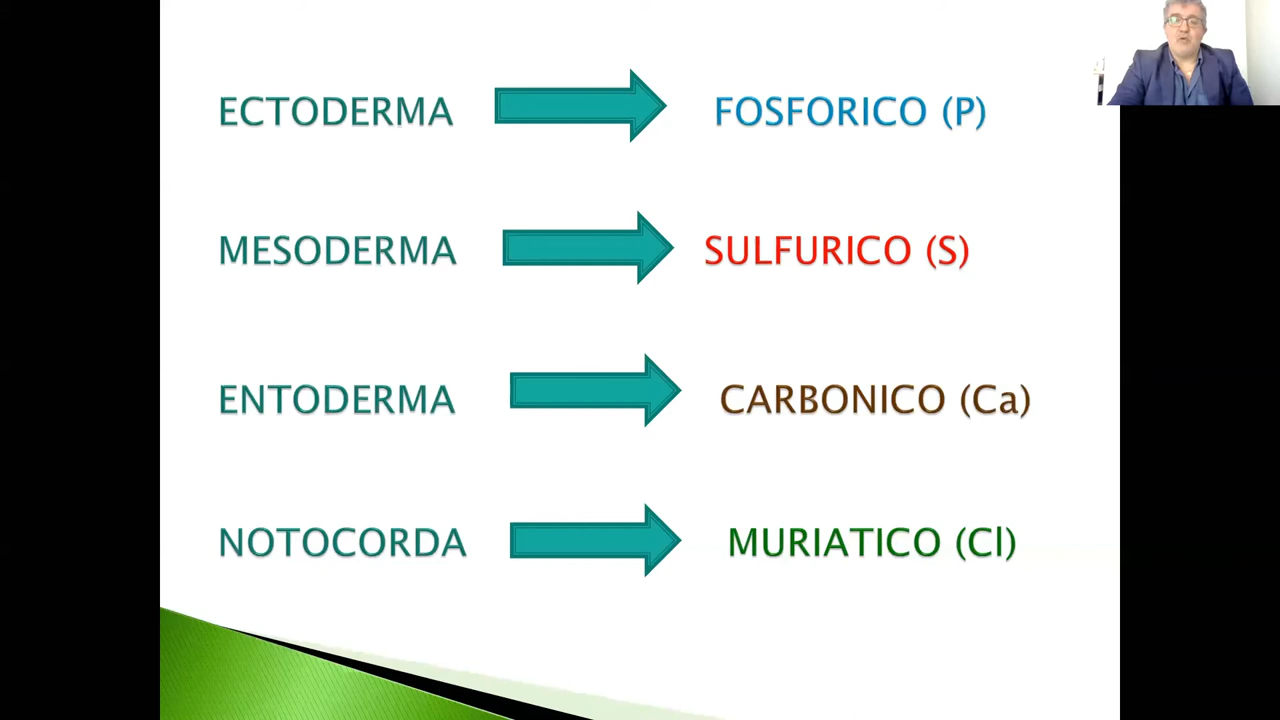 ECTODERMA FOSFORICO (P)
MESODERMA SULFURICO (S)
ENTODERMA CARBONICO (Ca)
NOTOCORDA MURIATICO (Cl)